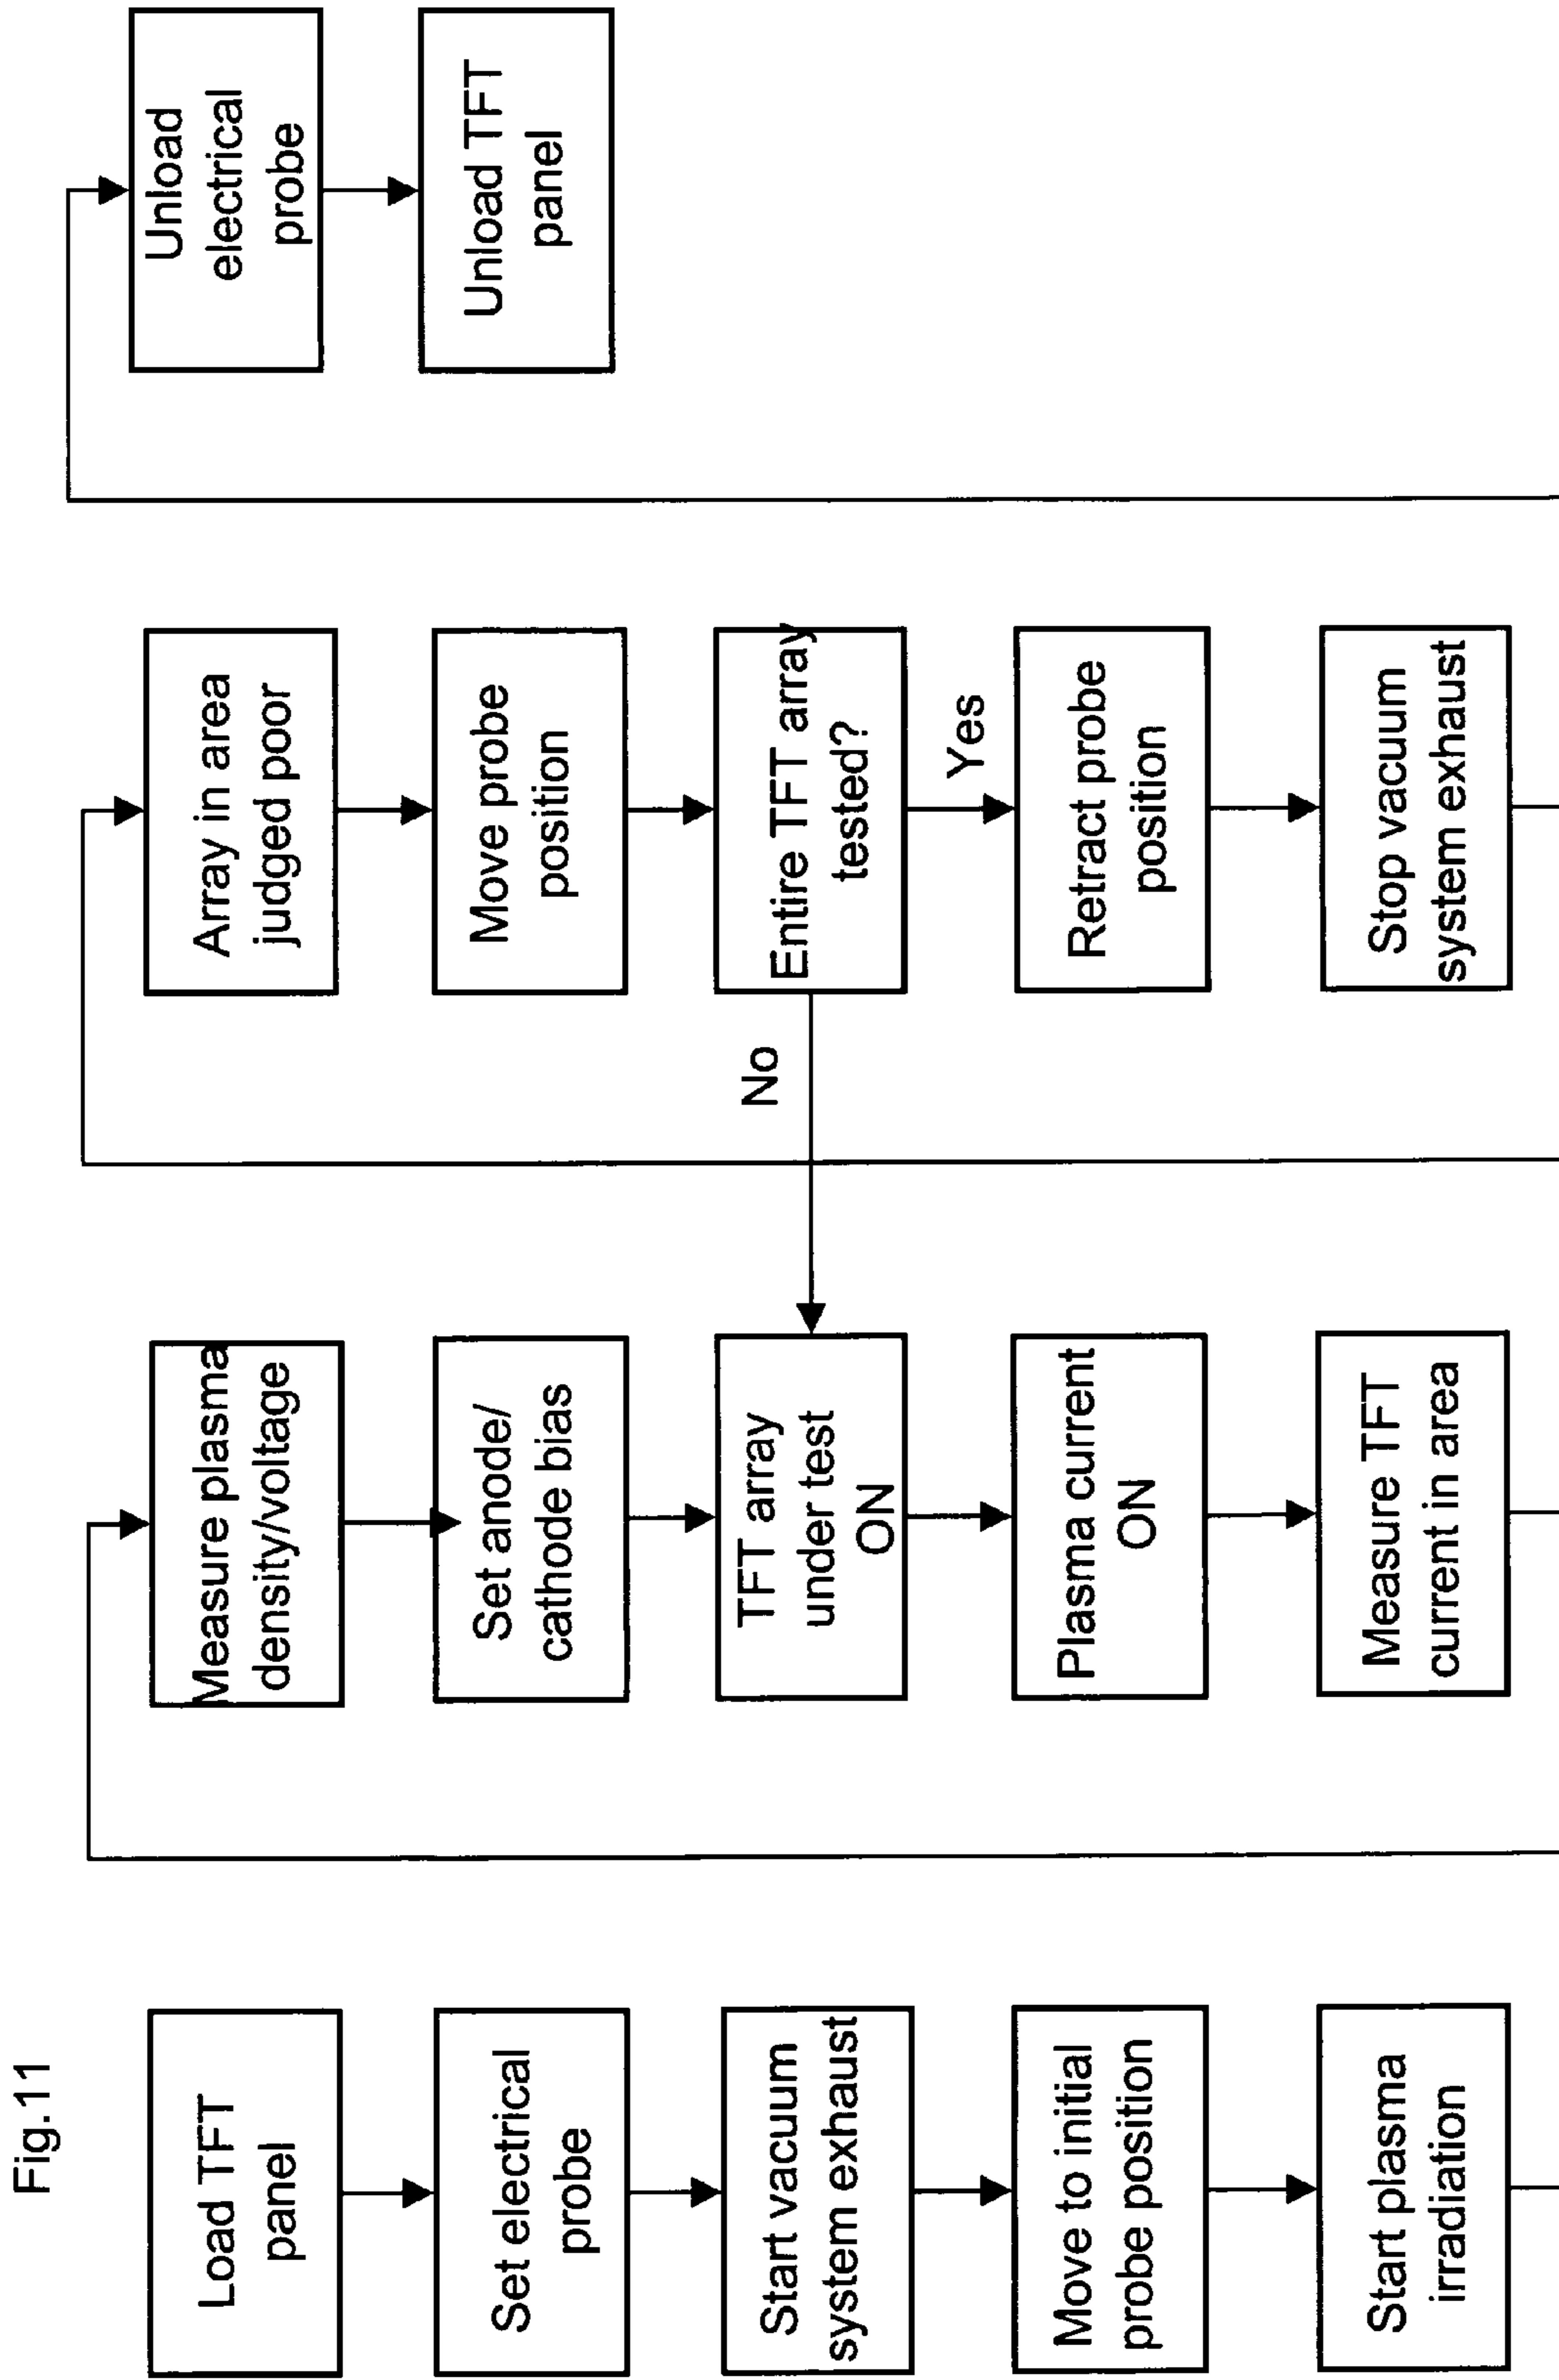 Fig.11
Load TFT
panel
Set electrical
probe
Start vacuum
system exhaust
Move to initial
probe position
Start plasma
irradiation
Measure plasma
density/voltage
Set anode/
cathode bias
TFT array
under test
ON
Plasma current
ON
Measure TFT
current in area
Array in area
judged poor
Move probe
position
Entire TFT array
tested?
No
Yes
Retract probe
position
Stop vacuum
system exhaust
Unload
electrical
probe
Unload TFT
panel